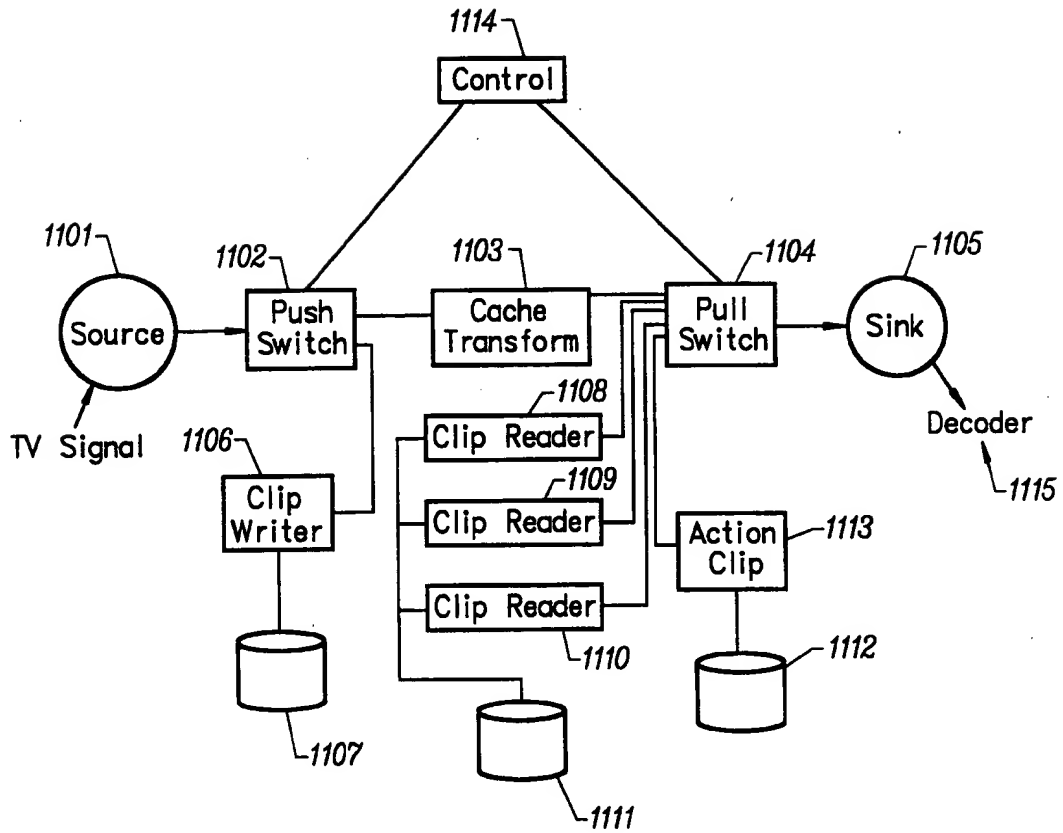 1114
Control
1101
1102
1103
1104
1105
Source
Push
Switch
Cache
Transform
Pull
Switch
Sink
TV Signal
Decoder
1115
1106
Clip
Writer
1107
1108
Clip Reader
1109
Clip Reader
Clip Reader
1110
1111
1113
Action
Clip
1112